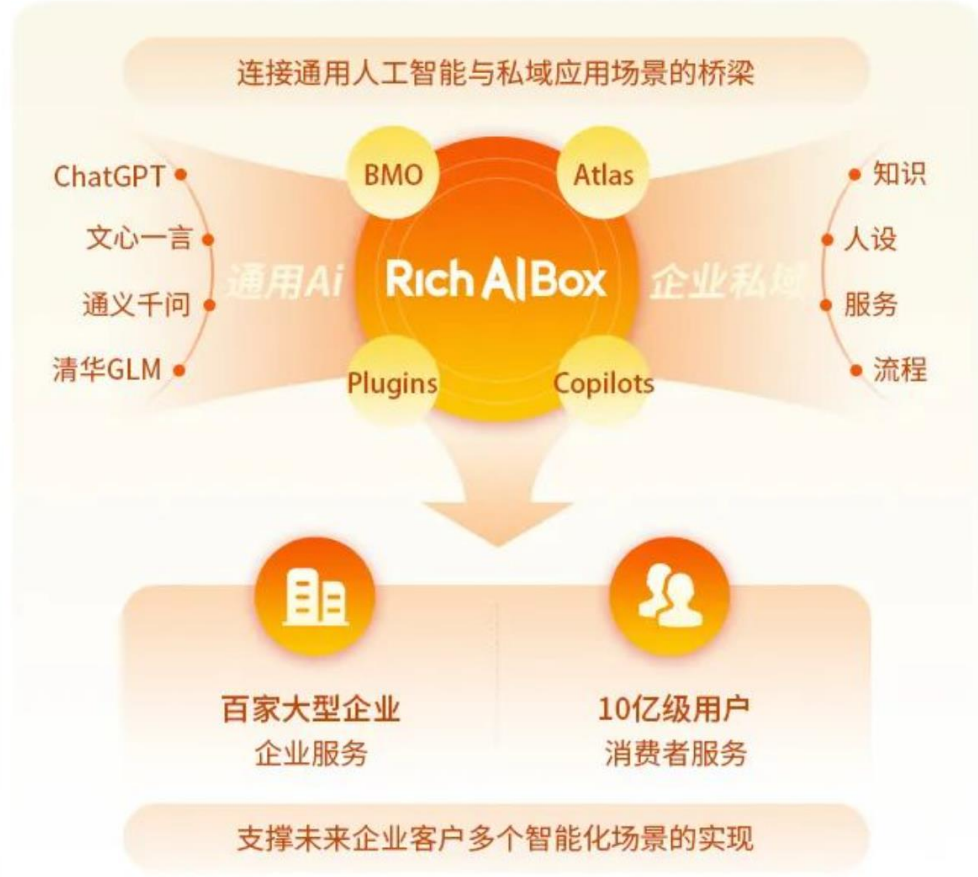 连接通用人工智能与私域应用场景的桥梁
BMO
Atlas
ChatGPT
文心一言
通义千问
清华GLM
通用Ai
Rich AI Box
企业私域
知识
人设
服务
流程
Plugins
Copilots
百家大型企业
企业服务
10亿级用户
消费者服务
支撑未来企业客户多个智能化场景的实现